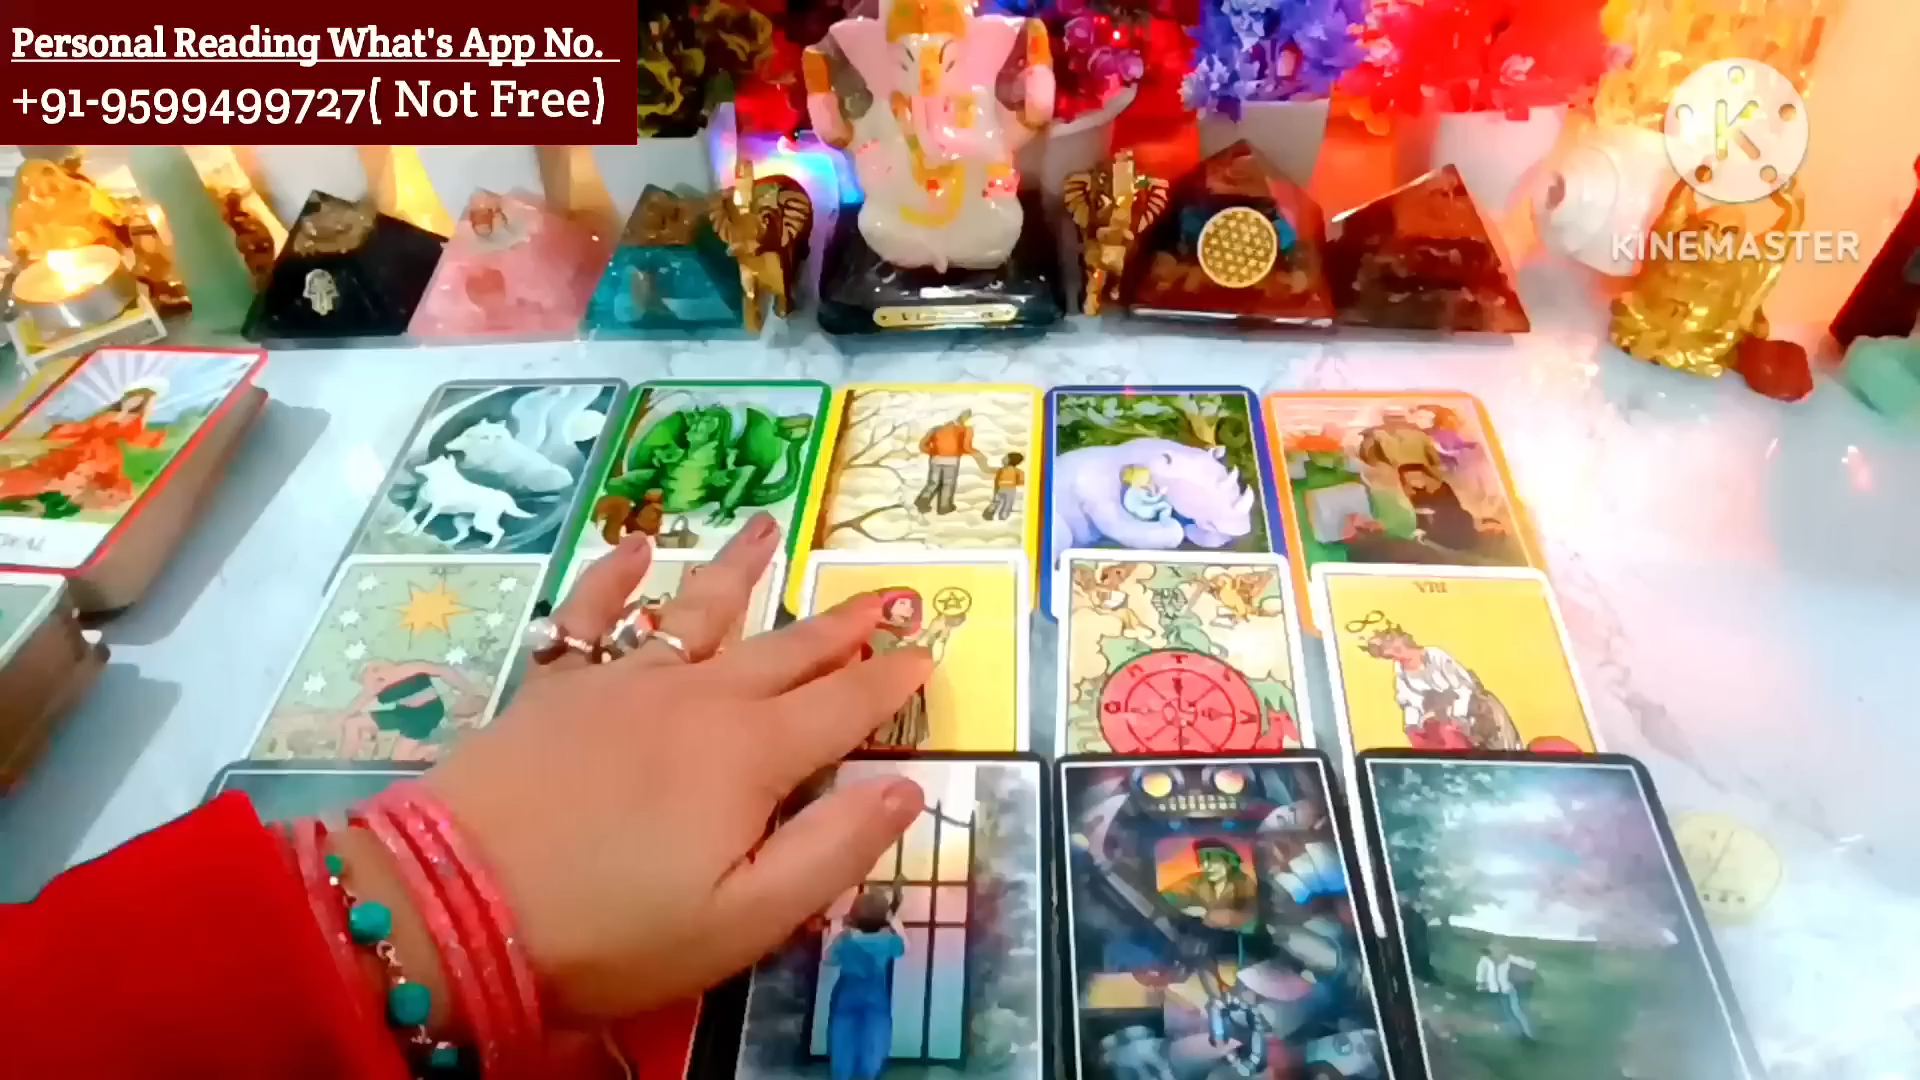 Personal Reading What's App No.
+91-9599499727( Not Free)
K
KINEMASTER
X
VIII